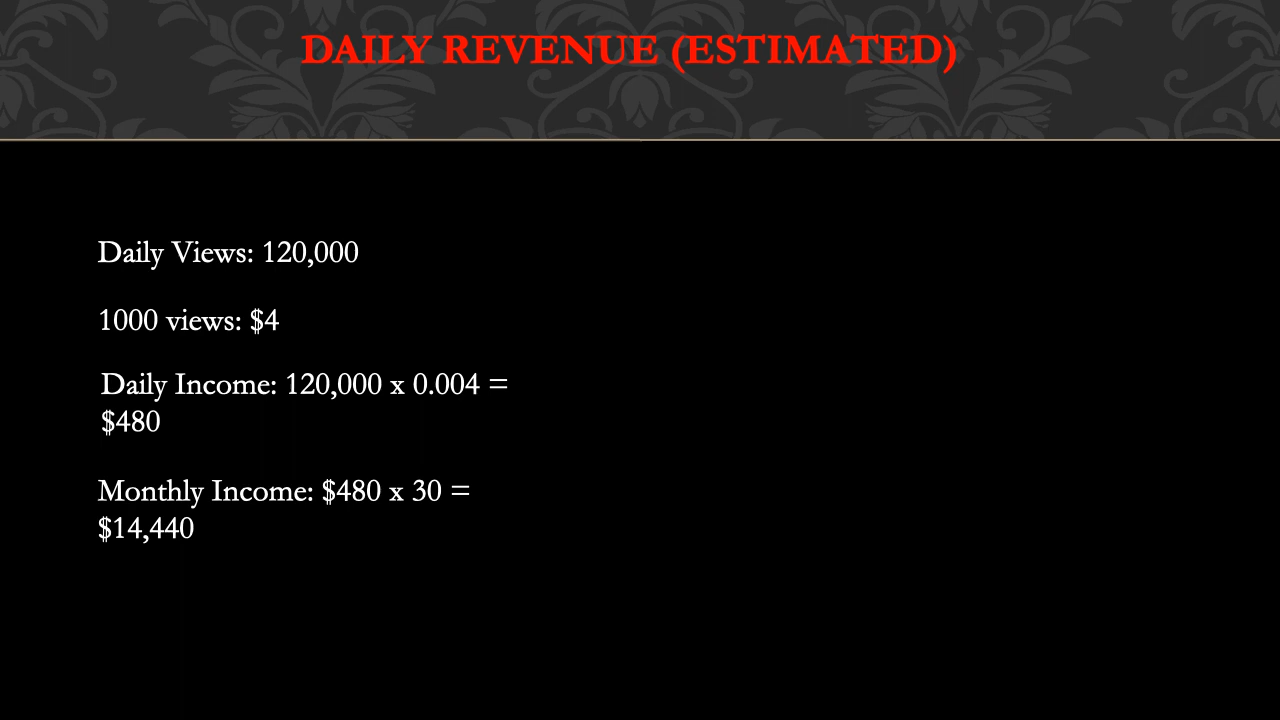 DAILY REVENUE (ESTIMATED)
Daily Views: 120,000
1000 views: $4
Daily Income: 120,000 x 0.004 =
$480
Monthly Income: $480 x 30 =
$14,440